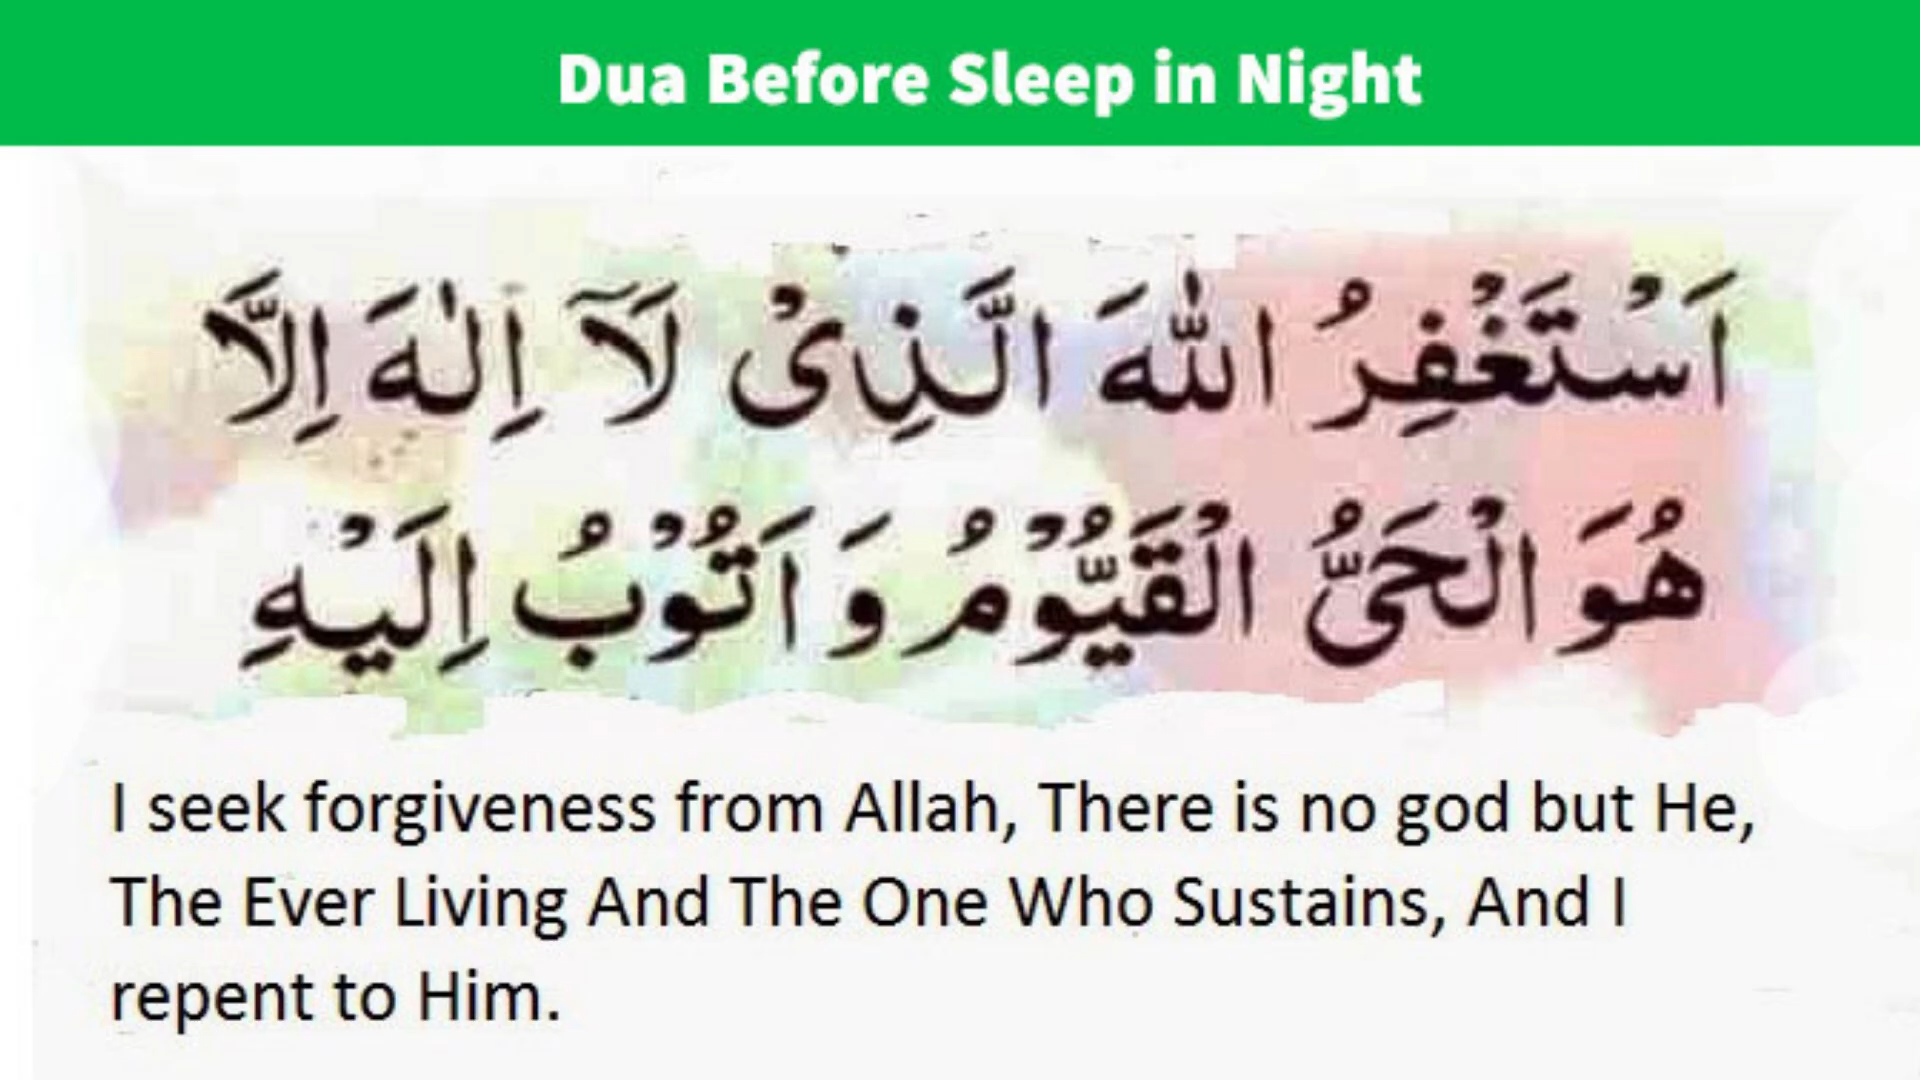 Dua Before Sleep in Night
اَسْتَغْفِرُ اللّٰهَ الَّذِىْ لَآ اِلٰهَ اِلَّا
هُوَ الْحَىُّ الْقَيُّوْمُ وَ اَتُوْبُ اِلَيْهِ
I seek forgiveness from Allah, There is no god but He,
The Ever Living And The One Who Sustains, And I
repent to Him.